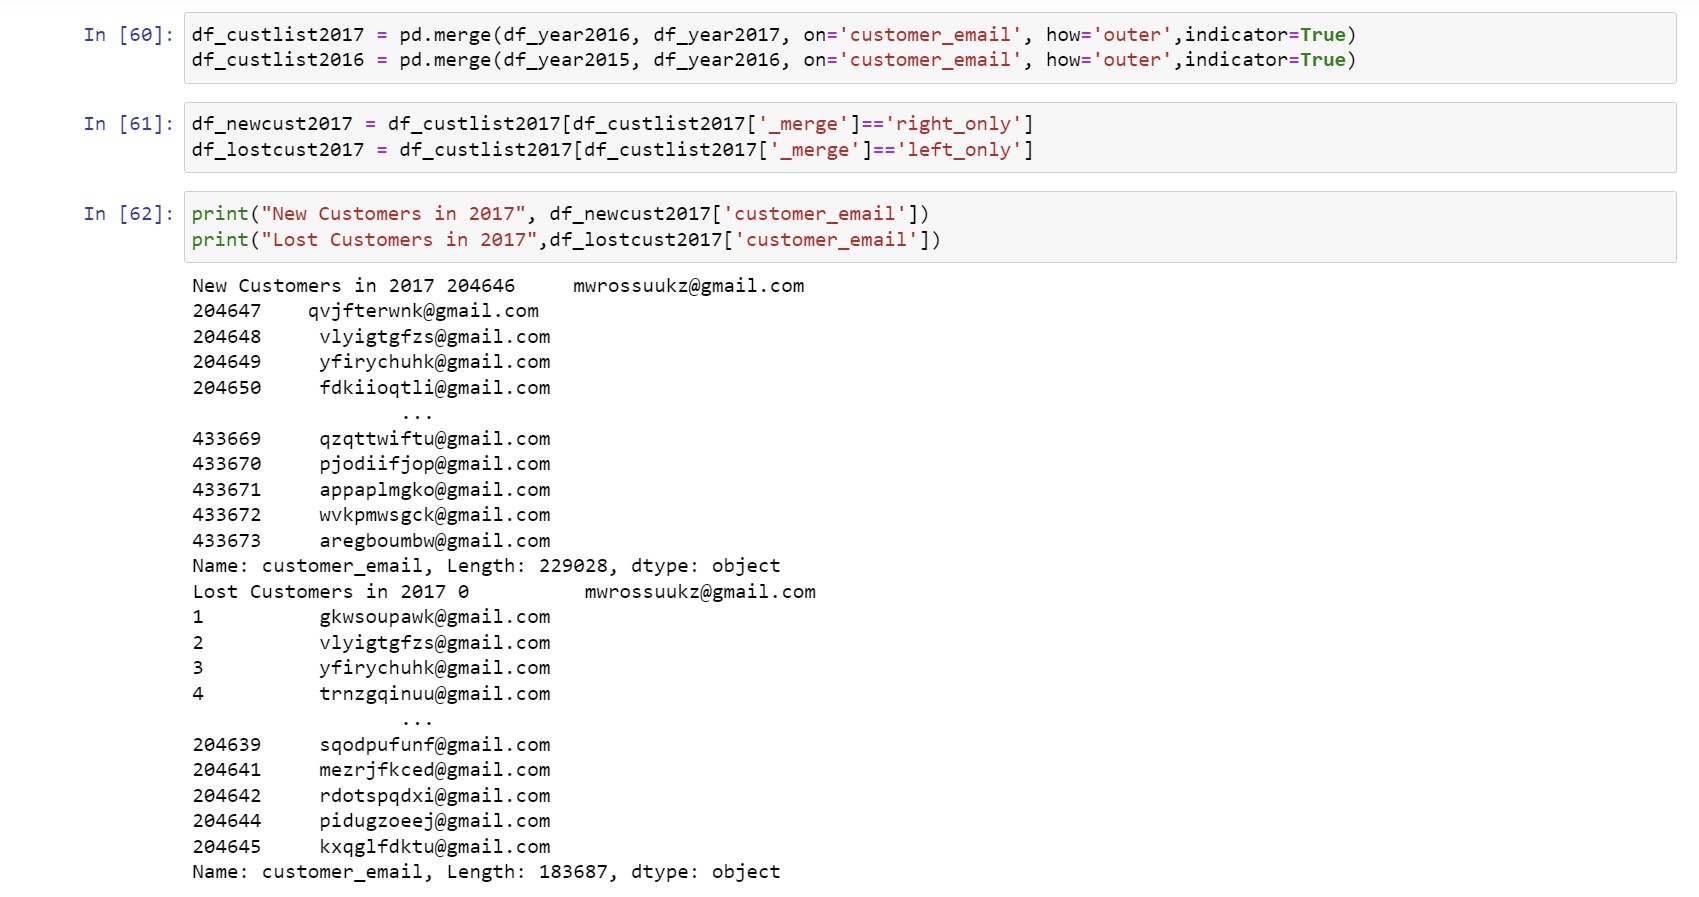 In [60]: df_custlist2017 = pd.merge(df_year2016, df_year2017, on='customer_email', how='outer',indicator=True)
df_custlist2016 = pd.merge(df_year2015, df_year2016, on='customer_email', how='outer',indicator=True)
In [61]: df_newcust2017 = df_custlist2017[df_custlist2017['_merge']=='right_only']
df_lostcust2017 = df_custlist2017[df_custlist2017['_merge']=='left_only']
In [62]: print("New Customers in 2017", df_newcust2017['customer_email'])
print("Lost Customers in 2017",df_lostcust2017['customer_email'])
New Customers in 2017 204646     mwrossuukz@gmail.com
204647    qvjfterwnk@gmail.com
204648     vlyigtgfzs@gmail.com
204649     yfirychuhk@gmail.com
204650     fdkiioqtli@gmail.com
...
433669     qzqttwiftu@gmail.com
433670     pjodiifjop@gmail.com
433671     appaplmgko@gmail.com
433672     wvkpmwsgck@gmail.com
433673     aregboumbw@gmail.com
Name: customer_email, Length: 229028, dtype: object
Lost Customers in 2017 0          mwrossuukz@gmail.com
1          gkwsoupawk@gmail.com
2          vlyigtgfzs@gmail.com
3          yfirychuhk@gmail.com
4          trnzgqinuu@gmail.com
...
204639     sqodpufunf@gmail.com
204641     mezrjfkced@gmail.com
204642     rdotspqdxi@gmail.com
204644     pidugzoeej@gmail.com
204645     kxqglfdktu@gmail.com
Name: customer_email, Length: 183687, dtype: object